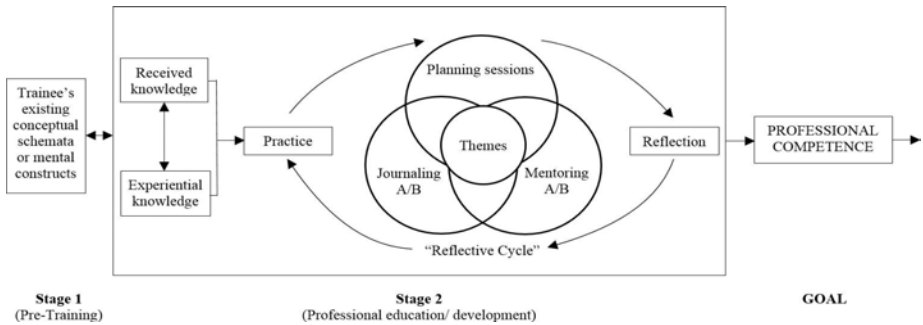 Trainee's
existing
conceptual
schemata
or mental
constructs
Received
knowledge
Experiential
knowledge
Practice
Planning sessions
Themes
Journaling
A/B
Mentoring
A/B
"Reflective Cycle"
Reflection
PROFESSIONAL
COMPETENCE
Stage 1
(Pre-Training)
Stage 2
(Professional education/ development)
GOAL